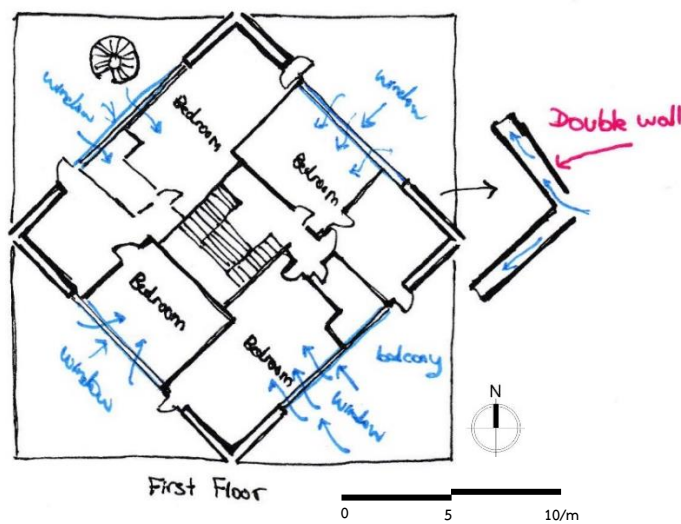 window
Bedroom
window
Bedroom
Double wall
Bedroom
Bedroom
window
balcony
window
N
First Floor
0 5 10/m